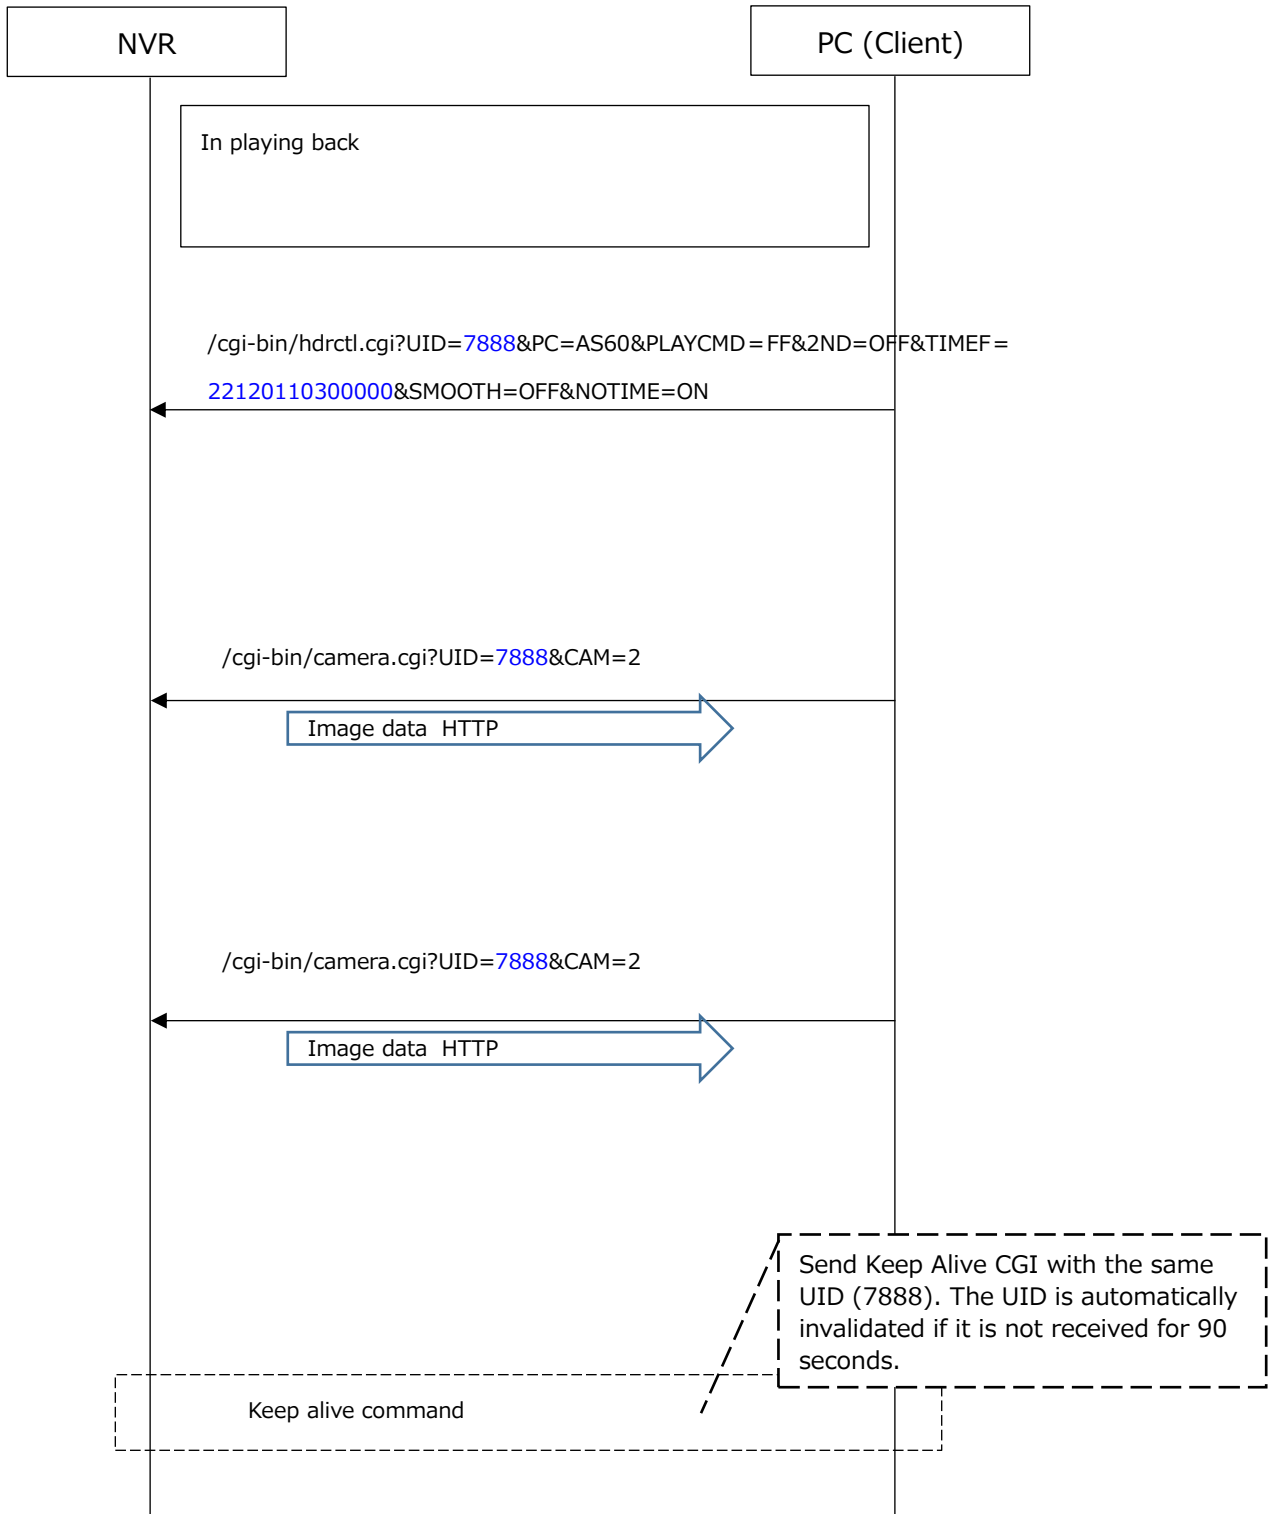 NVR
PC (Client)
In playing back
/cgi-bin/hdrctl.cgi?UID=7888&PC=AS60&PLAYCMD=FF&2ND=OFF&TIMEF=
22120110300000&SMOOTH=OFF&NOTIME=ON
/cgi-bin/camera.cgi?UID=7888&CAM=2
Image data HTTP
/cgi-bin/camera.cgi?UID=7888&CAM=2
Image data HTTP
Send Keep Alive CGI with the same
UID (7888). The UID is automatically
invalidated if it is not received for 90
seconds.
Keep alive command